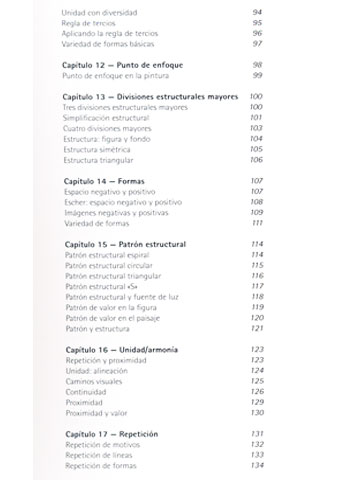 Unidad con diversidad 94
Regla de tercios 95
Aplicando la regla de tercios 96
Variedad de formas básicas 97
Capítulo 12 — Punto de enfoque 98
Punto de enfoque en la pintura 99
Capítulo 13 — Divisiones estructurales mayores 100
Tres divisiones estructurales mayores 100
Simplificación estructural 101
Cuatro divisiones mayores 103
Estructura: figura y fondo 104
Estructura simétrica 105
Estructura triangular 106
Capítulo 14 — Formas 107
Espacio negativo y positivo 107
Escher: espacio negativo y positivo 108
Imágenes negativas y positivas 109
Variedad de formas 111
Capítulo 15 — Patrón estructural 114
Patrón estructural espiral 114
Patrón estructural circular 115
Patrón estructural triangular 116
Patrón estructural «S» 117
Patrón estructural y fuente de luz 118
Patrón de valor en la figura 119
Patrón de valor en el paisaje 120
Patrón y estructura 121
Capítulo 16 — Unidad/armonía 123
Repetición y proximidad 123
Unidad: alineación 124
Caminos visuales 125
Continuidad 126
Proximidad 129
Proximidad y valor 130
Capítulo 17 — Repetición 131
Repetición de motivos 132
Repetición de líneas 133
Repetición de formas 134